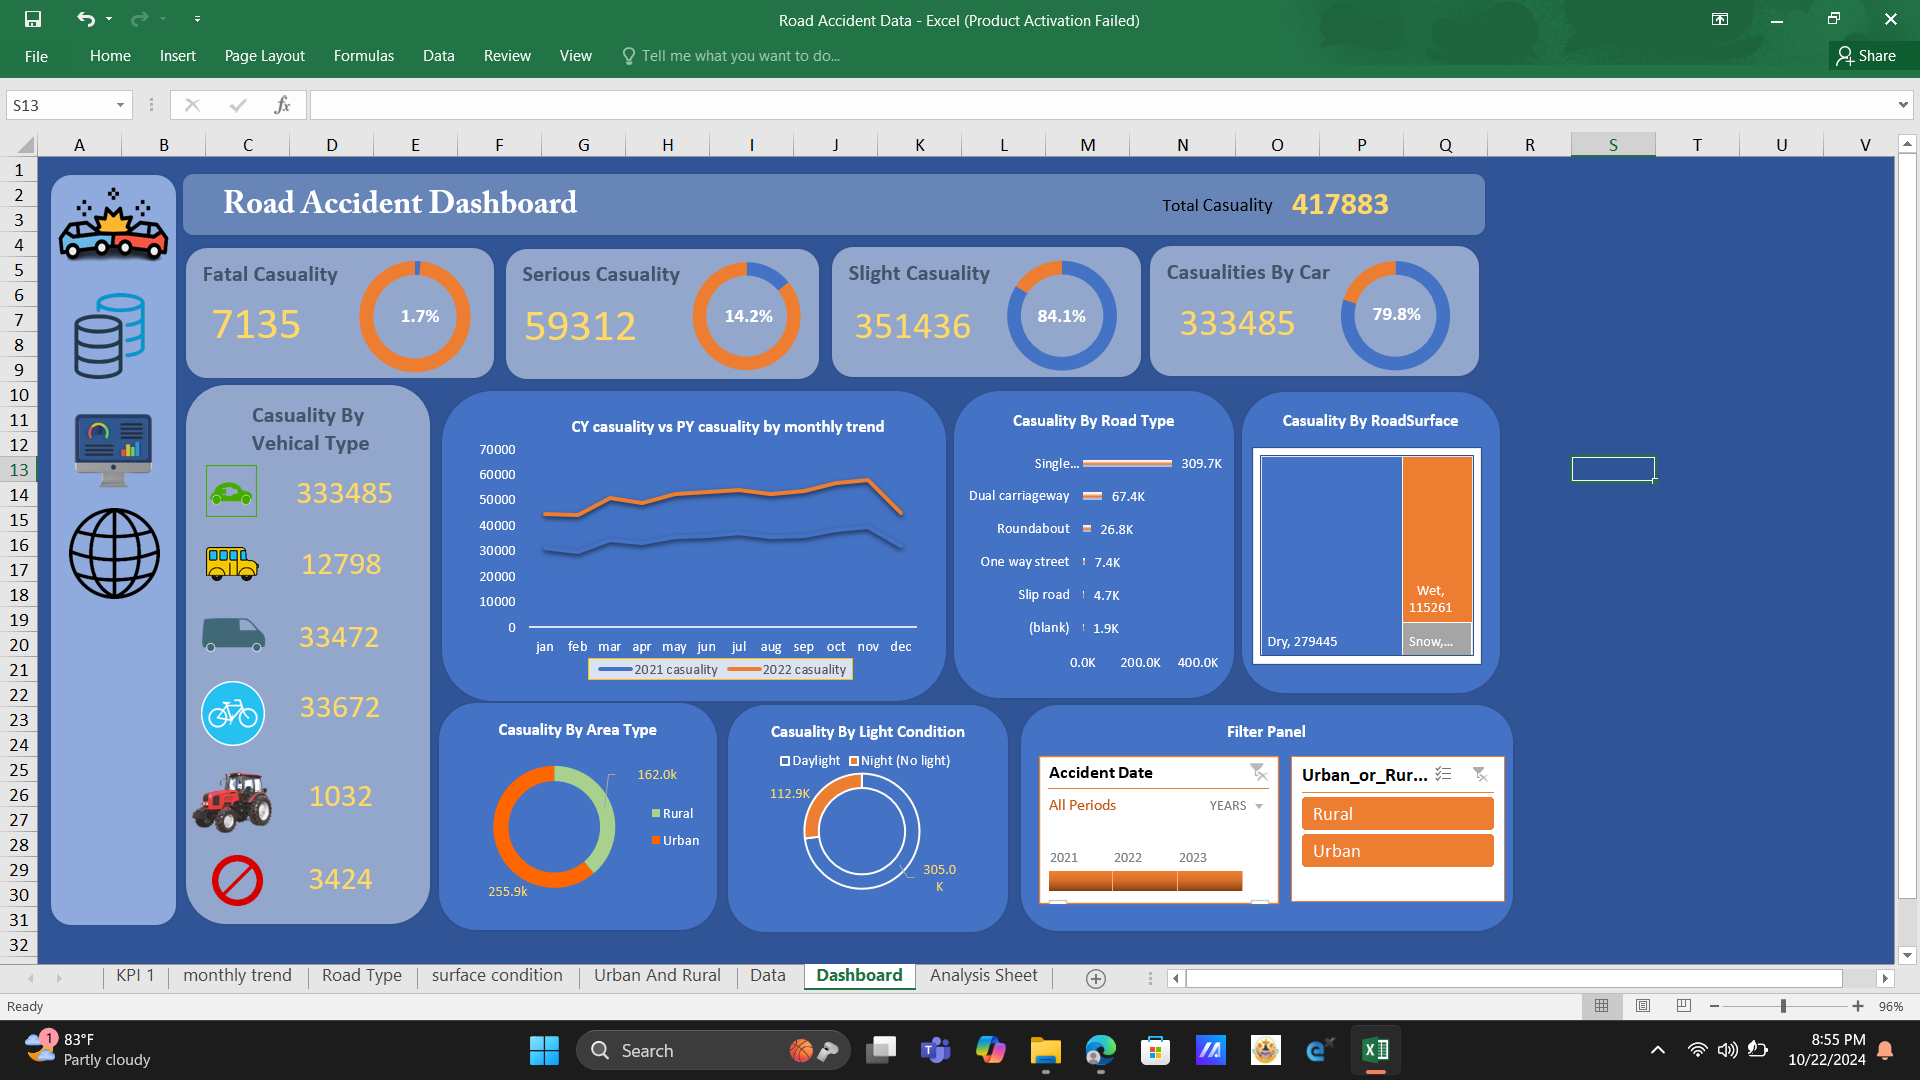 Road Accident Data - Excel (Product Activation Failed)
File Home Insert Page Layout Formulas Data Review View Tell me what you want to do... Share
S13 fx
A B C D E F G H I J K L M N O P Q R S T U V
1
2
3
4
5
6
7
8
9
10
11
12
13
14
15
16
17
18
19
20
21
22
23
24
25
26
27
28
29
30
31
32
Road Accident Dashboard
Total Casuality 417883
Fatal Casuality
7135
1.7%
Serious Casuality
59312
14.2%
Slight Casuality
351436
84.1%
Casualities By Car
333485
79.8%
Casuality By
Vehical Type
333485
12798
33472
33672
1032
3424
CY casuality vs PY casuality by monthly trend
70000
60000
50000
40000
30000
20000
10000
0
jan feb mar apr may jun jul aug sep oct nov dec
2021 casuality 2022 casuality
Casuality By Road Type
Single... 309.7K
Dual carriageway 67.4K
Roundabout 26.8K
One way street 7.4K
Slip road 4.7K
(blank) 1.9K
0.0K 200.0K 400.0K
Casuality By RoadSurface
Wet,
115261
Dry, 279445
Snow,...
Casuality By Area Type
162.0k
Rural
Urban
255.9k
Casuality By Light Condition
Daylight Night (No light)
112.9K
305.0
K
Filter Panel
Accident Date
All Periods YEARS
2021 2022 2023
Urban_or_Rur...
Rural
Urban
KPI 1 monthly trend Road Type surface condition Urban And Rural Data Dashboard Analysis Sheet
Ready 96%
1
83°F
Partly cloudy
Search
8:55 PM
10/22/2024